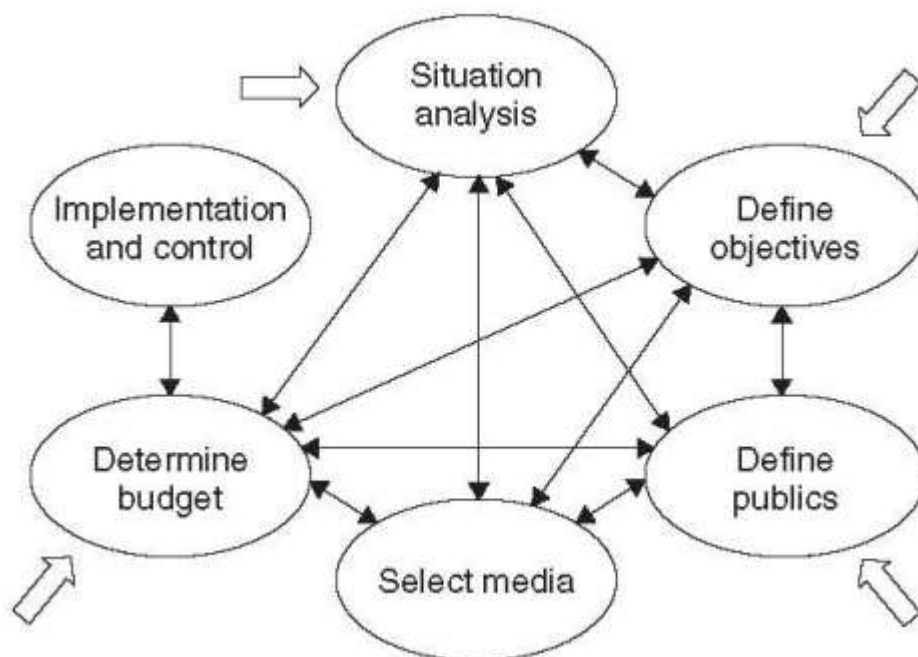 Situation
analysis
Implementation
and control
Define
objectives
Determine
budget
Define
publics
Select media